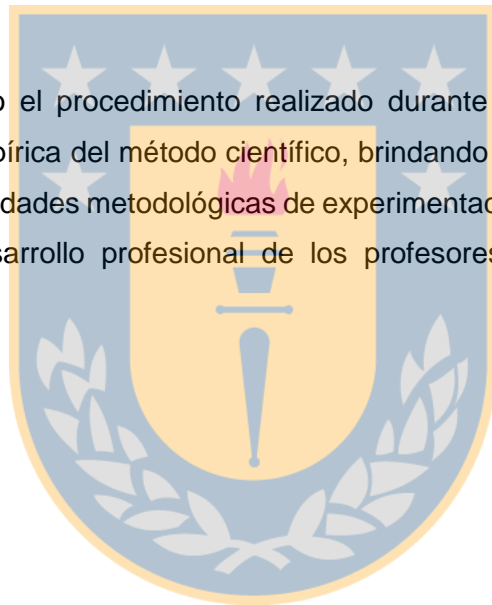 o el procedimiento realizado durante
írica del método científico, brindando
dades metodológicas de experimentac
sarrollo profesional de los profesores